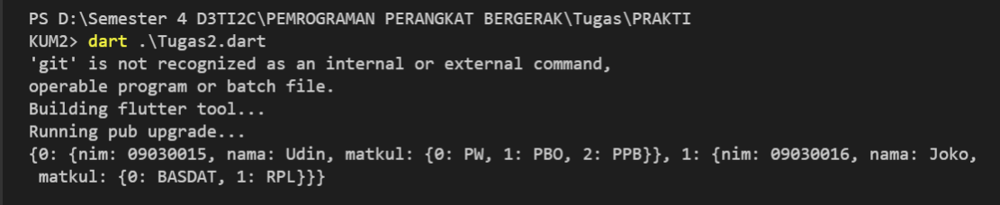 PS D:\Semester 4 D3TI2C\PEMROGRAMAN PERANGKAT BERGERAK\Tugas\PRAKTI
KUM2> dart .\Tugas2.dart
'git' is not recognized as an internal or external command,
operable program or batch file.
Building flutter tool...
Running pub upgrade...
{0: {nim: 09030015, nama: Udin, matkul: {0: PW, 1: PBO, 2: PPB}}, 1: {nim: 09030016, nama: Joko,
 matkul: {0: BASDAT, 1: RPL}}}